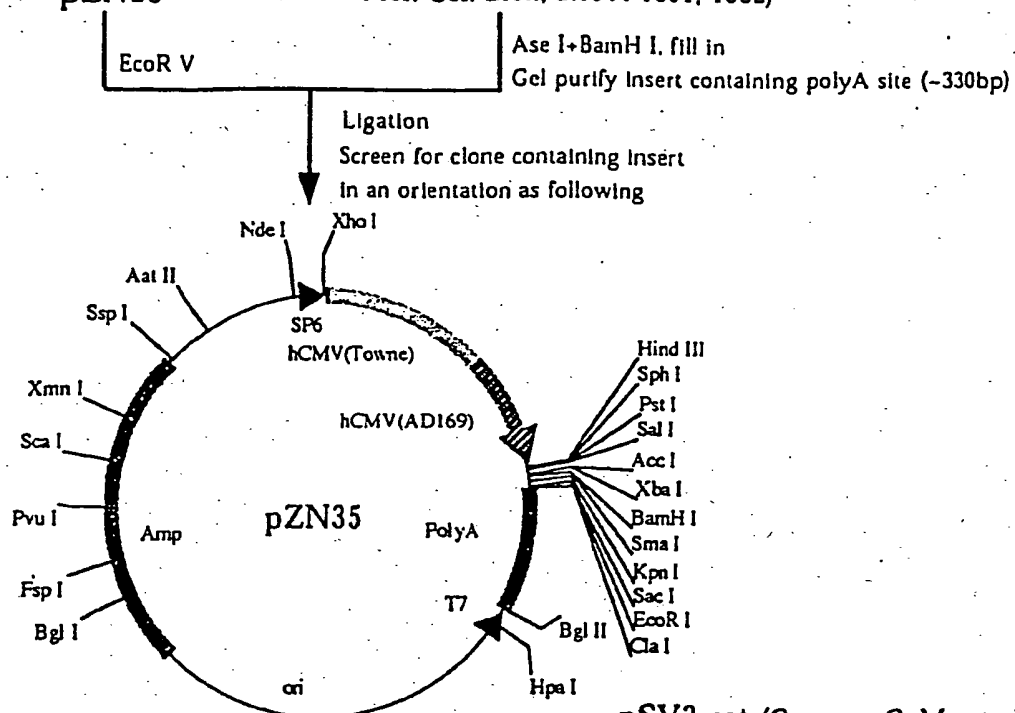 EcoR V
Ase I+BamH I, fill in
Gel purify Insert containing polyA site (~330bp)
Ligation
Screen for clone containing Insert
in an orientation as following
Nde I
Xho I
Aat II
Ssp I
SP6
hCMV(Towne)
Hind III
Sph I
Xmn I
Pst I
hCMV(AD169)
Sal I
Sca I
Acc I
Xba I
pZN35
Pvu I
BamH I
Amp
PolyA
Sma I
Kpn I
Fsp I
Sac I
T7
EcoR I
Bgl I
Bgl II
Cla I
ori
Hpa I